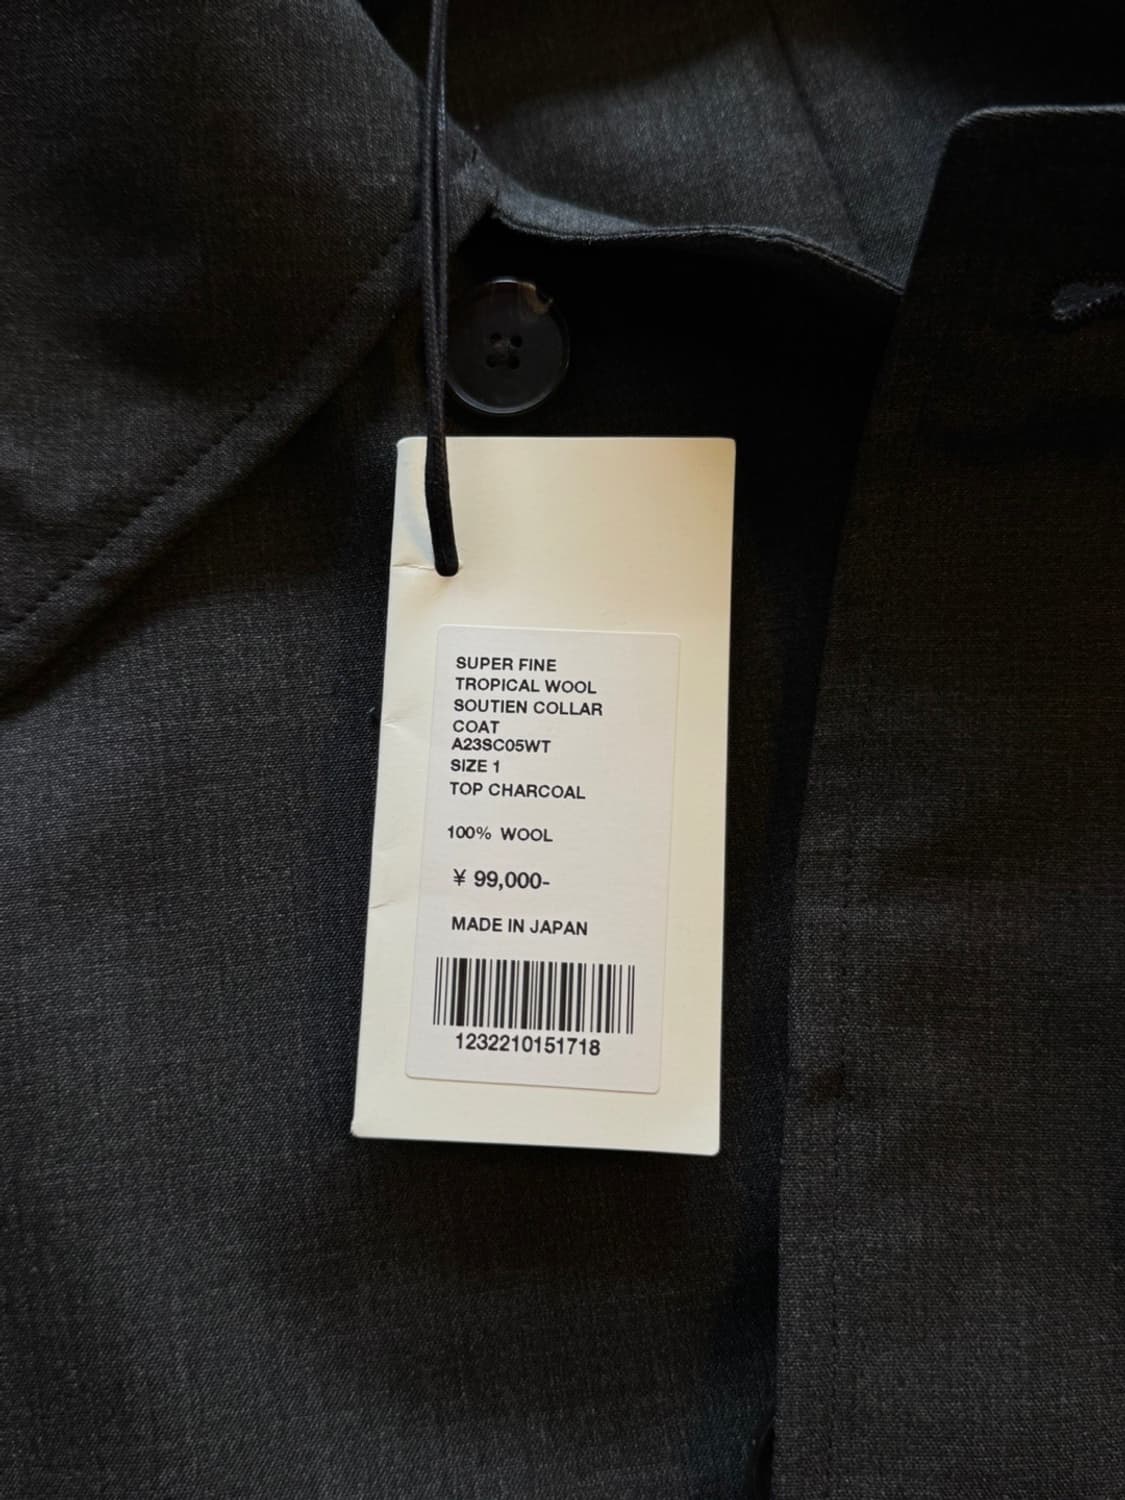 SUPER FINE
TROPICAL WOOL
SOUTIEN COLLAR
COAT
A23SC05WT
SIZE 1
TOP CHARCOAL
100% WOOL
¥ 99,000-
MADE IN JAPAN
1232210151718